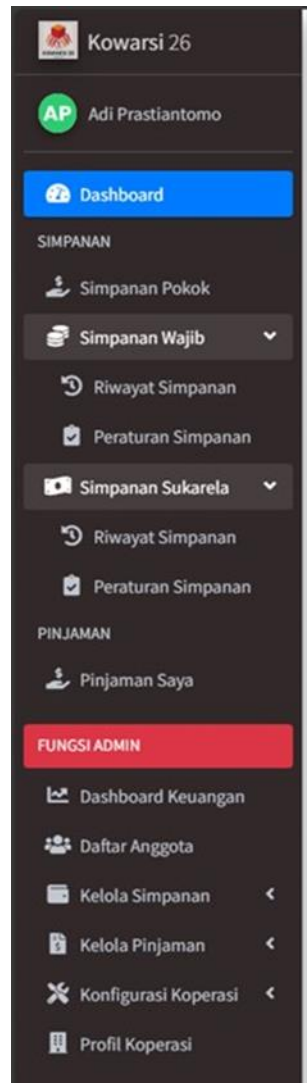 Kowarsi 26
AP Adi Prastiantomo
Dashboard
SIMPANAN
Simpanan Pokok
Simpanan Wajib
Riwayat Simpanan
Peraturan Simpanan
Simpanan Sukarela
Riwayat Simpanan
Peraturan Simpanan
PINJAMAN
Pinjaman Saya
FUNGSI ADMIN
Dashboard Keuangan
Daftar Anggota
Kelola Simpanan
Kelola Pinjaman
Konfigurasi Koperasi
Profil Koperasi